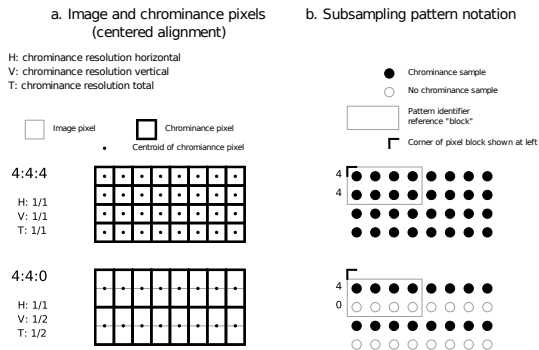 a. Image and chrominance pixels
(centered alignment)
H: chrominance resolution horizontal
V: chrominance resolution vertical
T: chrominance resolution total
Image pixel
Chrominance pixel
Centroid of chromiannce pixel
4:4:4
H: 1/1
V: 1/1
T: 1/1
4:4:0
H: 1/1
V: 1/2
T: 1/2
b. Subsampling pattern notation
Chrominance sample
No chrominance sample
Pattern identifier
reference "block"
Corner of pixel block shown at left
4
4
4
0